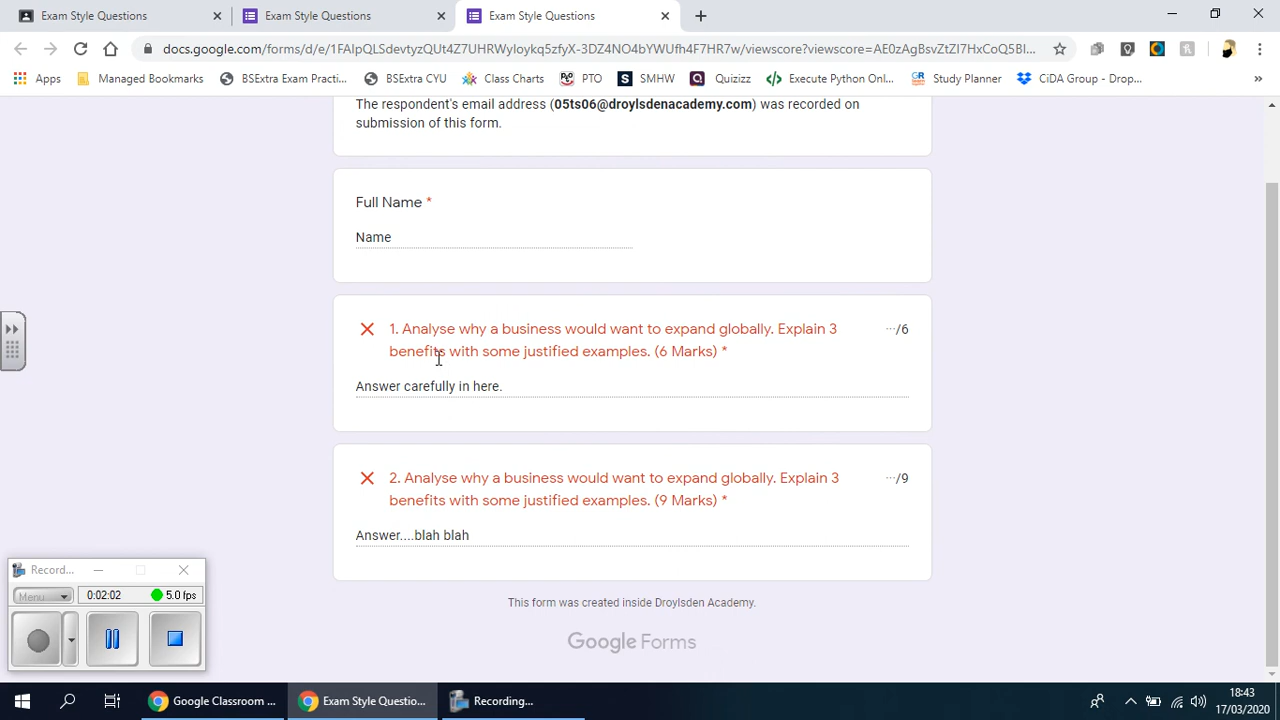 Exam Style Questions
Exam Style Questions
Exam Style Questions
docs.google.com/forms/d/e/1FAIpQLSdevtyzQUt4Z7UHRWyloykq5zfyX-3DZ4NO4bYWUfh4F7HR7w/viewscore?viewscore=AE0zAgBsvZtZI7HxCoQ5BI...
Apps
Managed Bookmarks
BSExtra Exam Practi...
BSExtra CYU
Class Charts
PTO
SMHW
Quizizz
Execute Python Onl...
Study Planner
CiDA Group - Drop...
»
The respondent's email address (05ts06@droylsdenacademy.com) was recorded on
submission of this form.
Full Name *
Name
1. Analyse why a business would want to expand globally. Explain 3
benefits with some justified examples. (6 Marks) *
···/6
Answer carefully in here.
2. Analyse why a business would want to expand globally. Explain 3
benefits with some justified examples. (9 Marks) *
···/9
Answer....blah blah
This form was created inside Droylsden Academy.
Google Forms
Record...
Menu
0:02:02
5.0 fps
Google Classroom ...
Exam Style Questio...
Recording...
18:43
17/03/2020